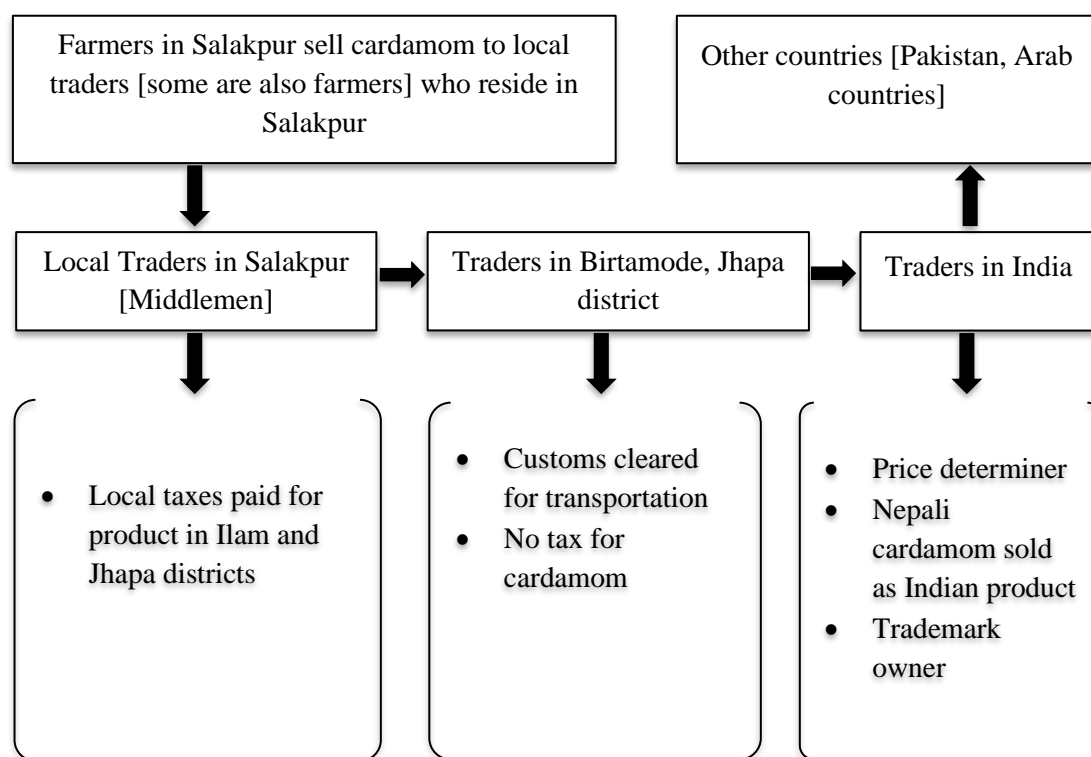 Farmers in Salakpur sell cardamom to local
traders [some are also farmers] who reside in
Salakpur
Other countries [Pakistan, Arab
countries]
Local Traders in Salakpur
[Middlemen]
Traders in Birtamode, Jhapa
district
Traders in India
• Local taxes paid for
product in Ilam and
Jhapa districts
• Customs cleared
for transportation
• No tax for
cardamom
• Price determiner
• Nepali
cardamom sold
as Indian product
• Trademark
owner